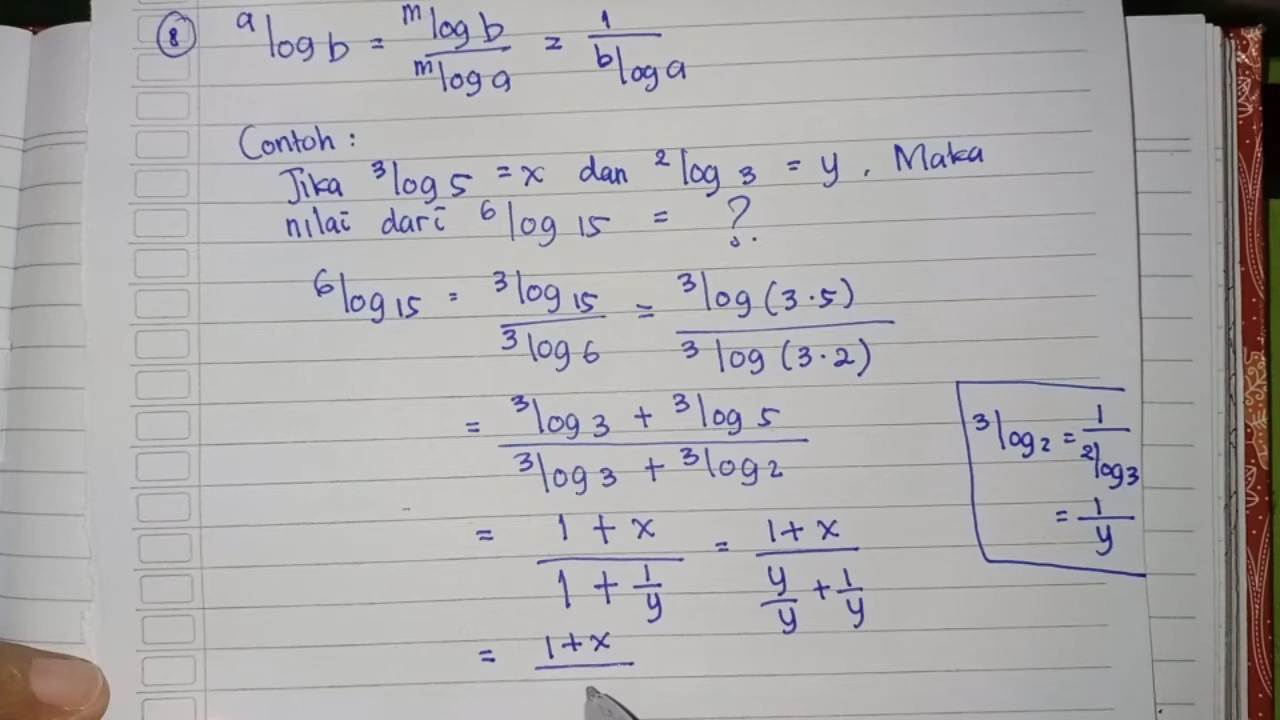 8 ᵃlog b = ᵐlog b / ᵐlog a = 1 / ᵇlog a
Contoh :
Jika ³log 5 = x dan ²log 3 = y . Maka
nilai dari ⁶log 15 = ?
⁶log 15 = ³log 15 / ³log 6 = ³log (3·5) / ³log (3·2)
= ³log 3 + ³log 5 / ³log 3 + ³log 2
= 1 + x / 1 + 1/y = 1 + x / y/y + 1/y
= 1 + x
³log 2 = 1 / ²log 3
= 1 / y